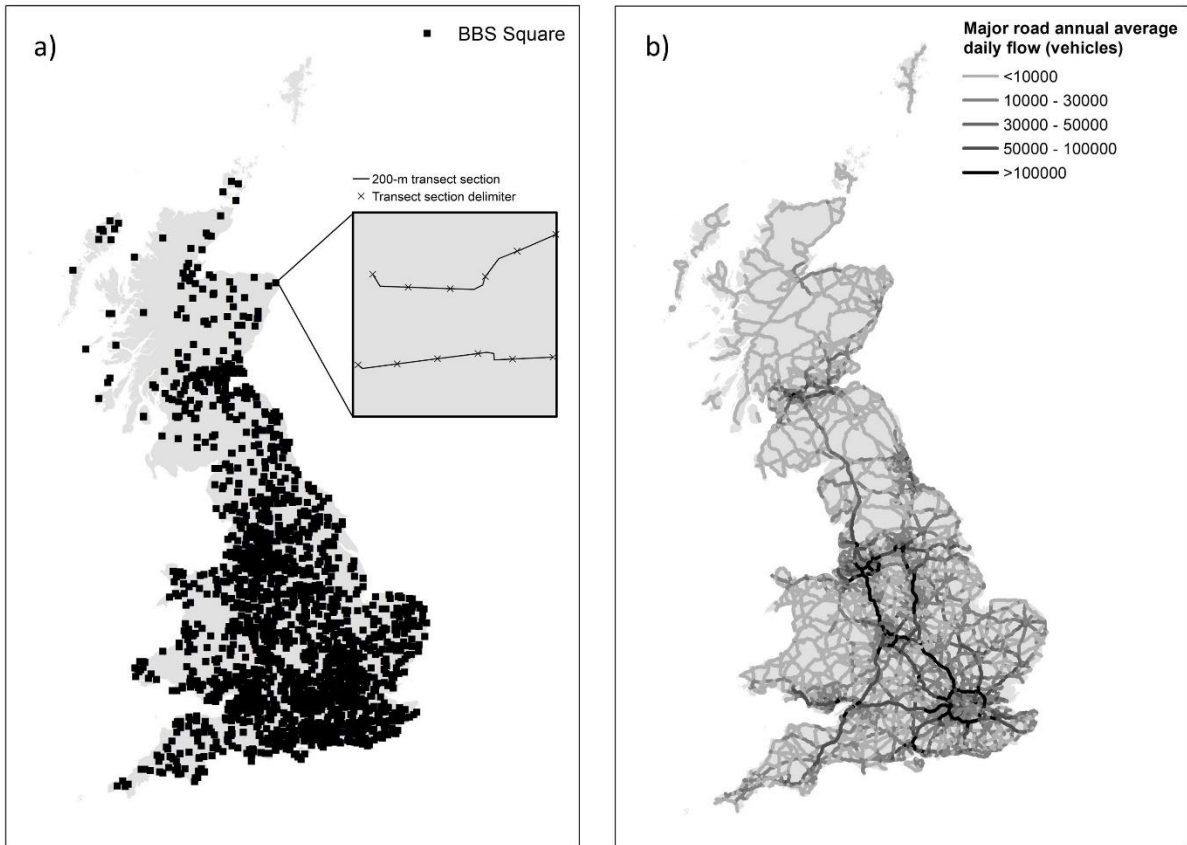 a)
BBS Square
200-m transect section
Transect section delimiter
b)
Major road annual average
daily flow (vehicles)
<10000
10000 - 30000
30000 - 50000
50000 - 100000
>100000